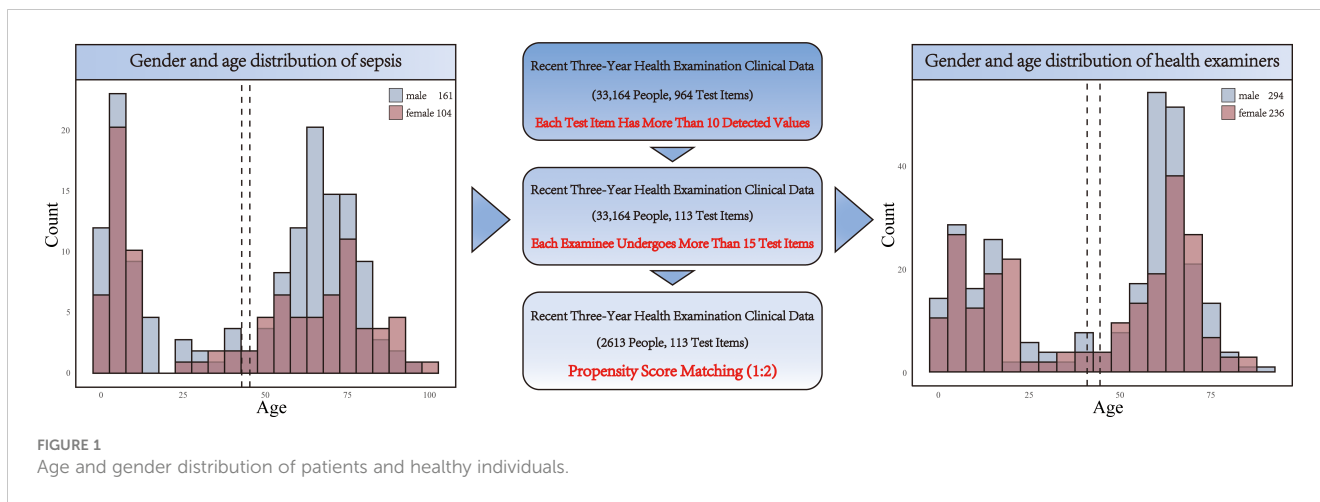 Gender and age distribution of sepsis
male 161
female 104
20
15
10
5
0
Count
0 25 50 75 100
Age
Recent Three-Year Health Examination Clinical Data
(33,164 People, 964 Test Items)
Each Test Item Has More Than 10 Detected Values
Recent Three-Year Health Examination Clinical Data
(33,164 People, 113 Test Items)
Each Examinee Undergoes More Than 15 Test Items
Recent Three-Year Health Examination Clinical Data
(2613 People, 113 Test Items)
Propensity Score Matching (1:2)
Gender and age distribution of health examiners
male 294
female 236
40
20
0
Count
0 25 50 75
Age
FIGURE 1
Age and gender distribution of patients and healthy individuals.